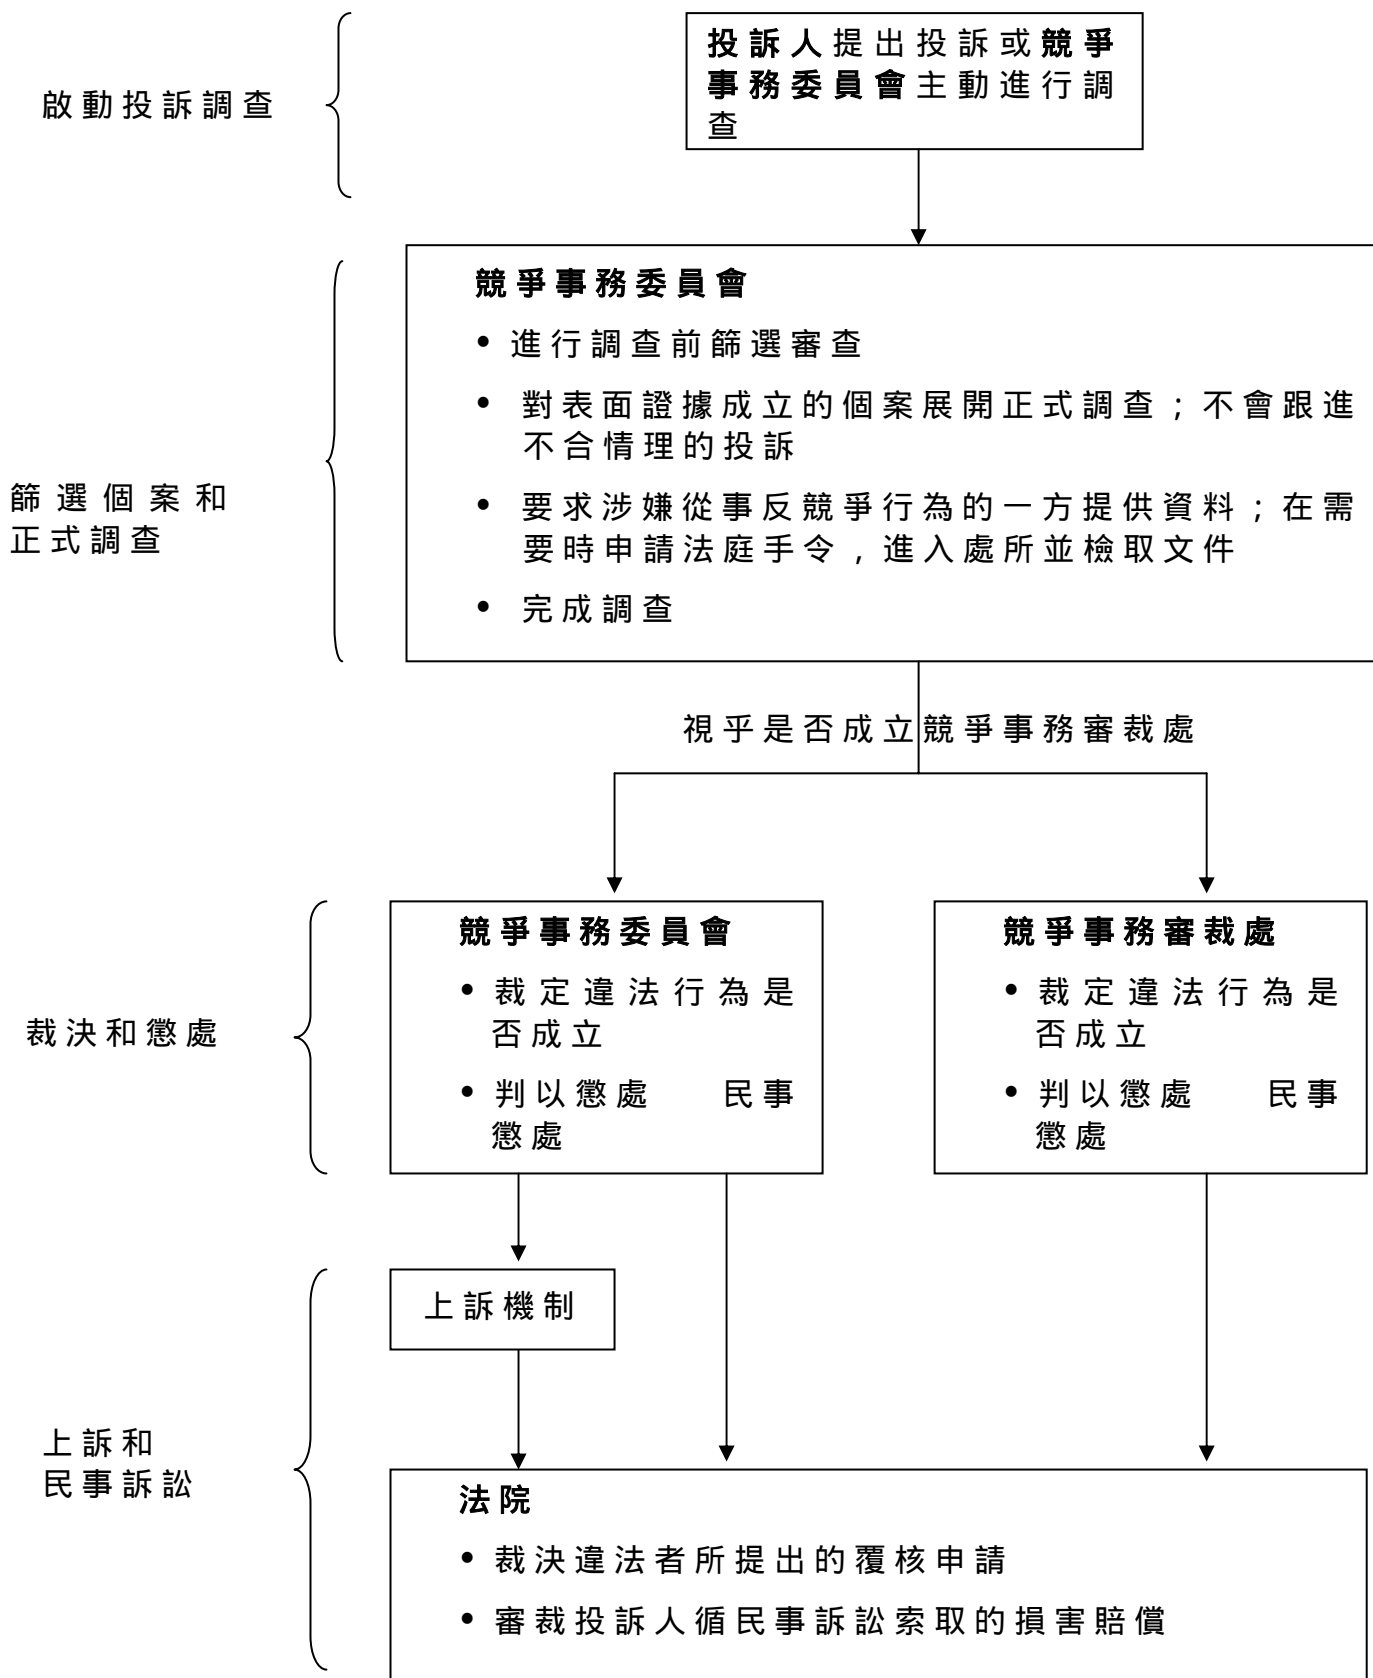 投訴人提出投訴或競爭
事務委員會主動進行調
查
啟動投訴調查
競爭事務委員會
• 進行調查前篩選審查
• 對表面證據成立的個案展開正式調查；不會跟進
不合情理的投訴
• 要求涉嫌從事反競爭行為的一方提供資料；在需
要時申請法庭手令，進入處所並檢取文件
• 完成調查
篩選個案和
正式調查
視乎是否成立競爭事務審裁處
競爭事務委員會
• 裁定違法行為是
否成立
• 判以懲處 民事
懲處
競爭事務審裁處
• 裁定違法行為是
否成立
• 判以懲處 民事
懲處
裁決和懲處
上訴機制
上訴和
民事訴訟
法院
• 裁決違法者所提出的覆核申請
• 審裁投訴人循民事訴訟索取的損害賠償